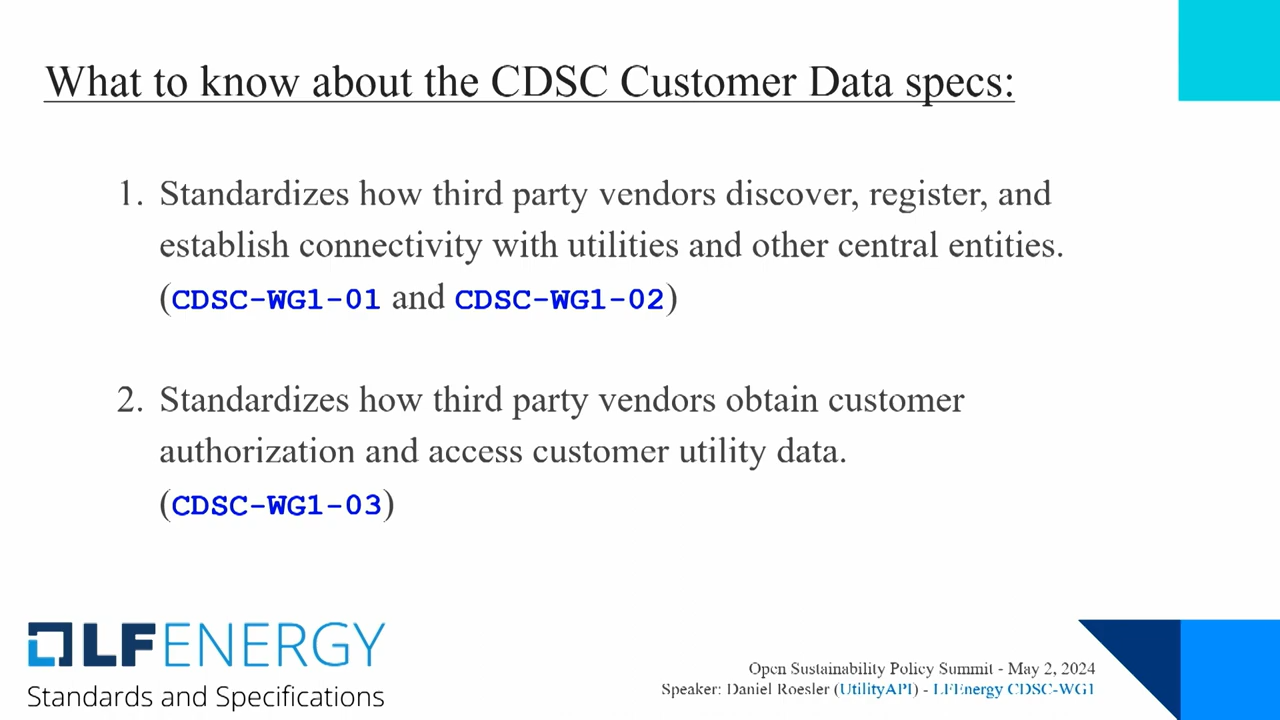 What to know about the CDSC Customer Data specs:
1. Standardizes how third party vendors discover, register, and
establish connectivity with utilities and other central entities.
(CDSC-WG1-01 and CDSC-WG1-02)
2. Standardizes how third party vendors obtain customer
authorization and access customer utility data.
(CDSC-WG1-03)
LFENERGY
Standards and Specifications
Open Sustainability Policy Summit - May 2, 2024
Speaker: Daniel Roesler (UtilityAPI) - LFEnergy CDSC-WG1